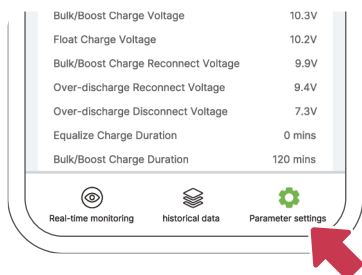 Bulk/Boost Charge Voltage 10.3V
Float Charge Voltage 10.2V
Bulk/Boost Charge Reconnect Voltage 9.9V
Over-discharge Reconnect Voltage 9.4V
Over-discharge Disconnect Voltage 7.3V
Equalize Charge Duration 0 mins
Bulk/Boost Charge Duration 120 mins
Real-time monitoring historical data Parameter settings